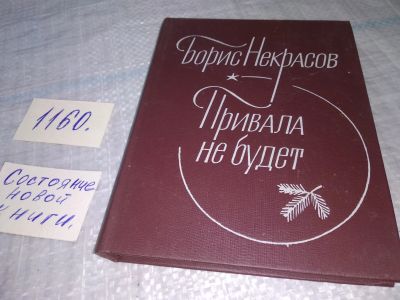 Борис Некрасов
Привала
не будет
1160.
Состояние
новой
книги.